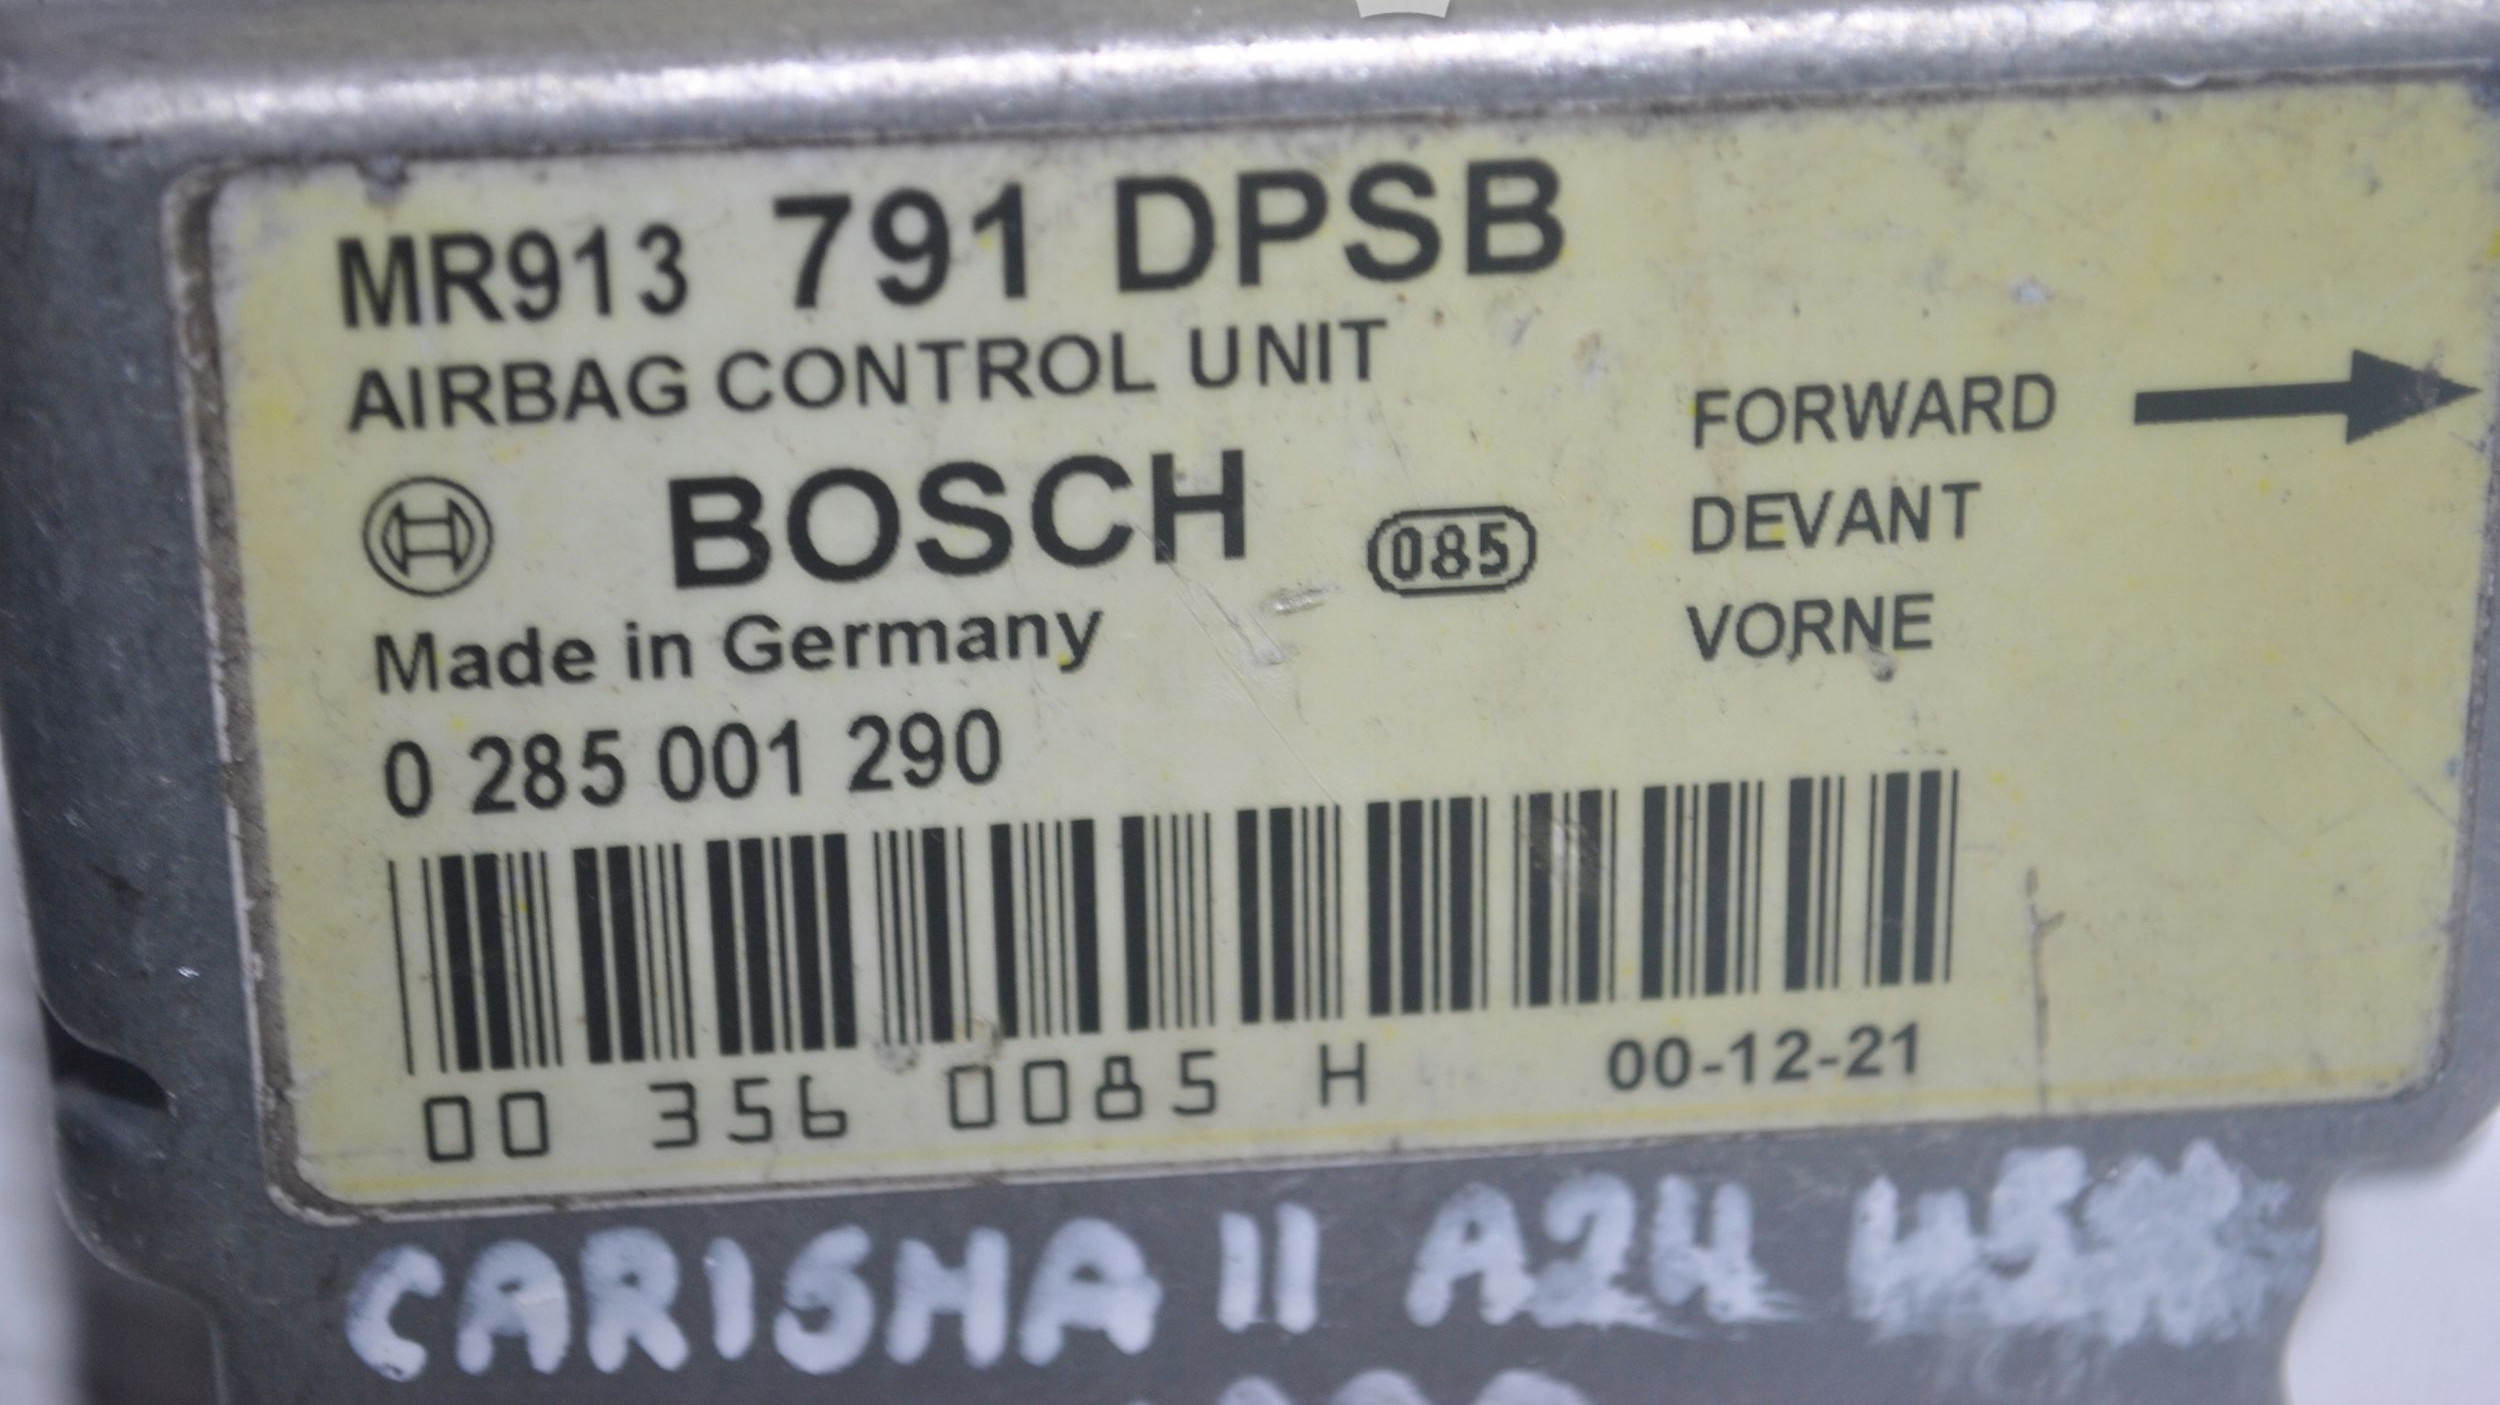 MR913 791 DPSB
AIRBAG CONTROL UNIT
BOSCH
085
Made in Germany
0 285 001 290
FORWARD
DEVANT
VORNE
00 356 0085 H
00-12-21
CARISMA II A24